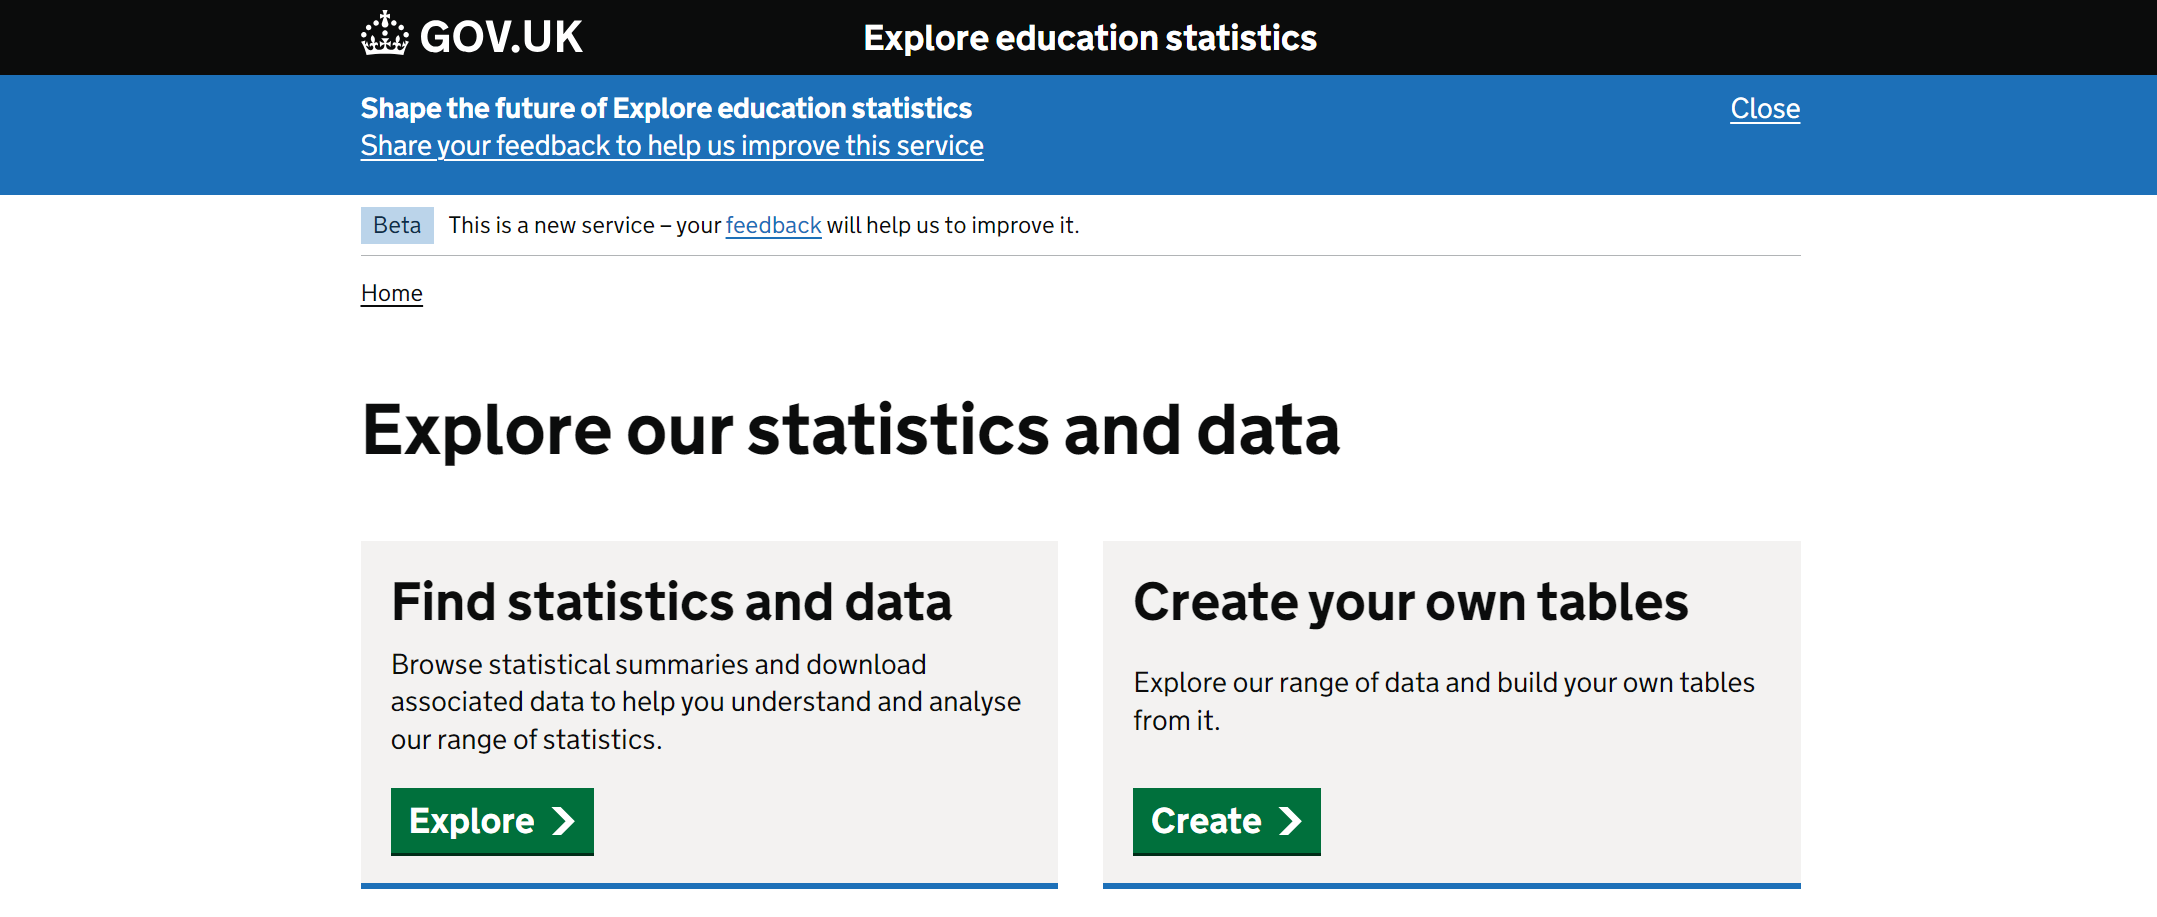 GOV.UK
Explore education statistics
Shape the future of Explore education statistics
Close
Share your feedback to help us improve this service
Beta
This is a new service – your feedback will help us to improve it.
Home
Explore our statistics and data
Find statistics and data
Browse statistical summaries and download
associated data to help you understand and analyse
our range of statistics.
Explore
Create your own tables
Explore our range of data and build your own tables
from it.
Create